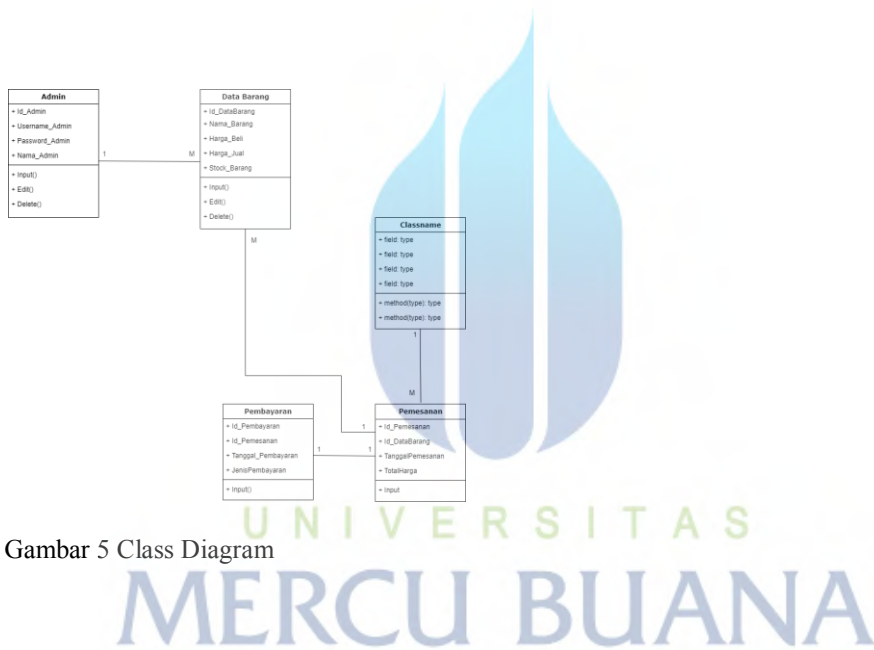 Admin
+ Id_Admin
+ Username_Admin
+ Password_Admin
+ Nama_Admin
+ Input()
+ Edit()
+ Delete()
1
M
Data Barang
+ Id_DataBarang
+ Nama_Barang
+ Harga_Beli
+ Harga_Jual
+ Stock_Barang
+ Input()
+ Edit()
+ Delete()
M
Classname
+ field: type
+ field: type
+ field: type
+ field: type
+ method(type): type
+ method(type): type
1
M
Pembayaran
+ Id_Pembayaran
+ Id_Pemesanan
+ Tanggal_Pembayaran
+ JenisPembayaran
+ Input()
1
1
1
Pemesanan
+ Id_Pemesanan
+ Id_DataBarang
+ TanggalPemesanan
+ TotalHarga
+ Input
UNIVERSITAS
Gambar 5 Class Diagram
MERCU BUANA